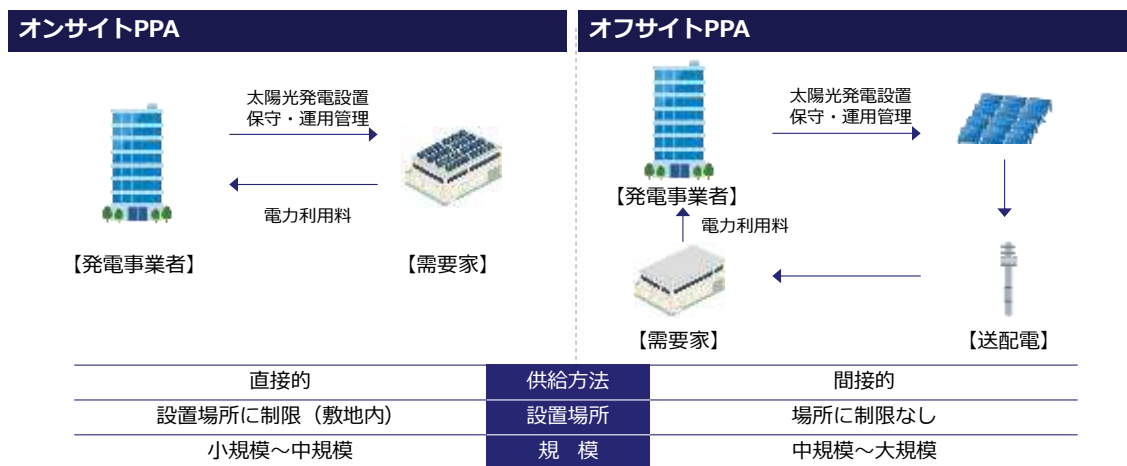 オンサイトPPA
太陽光発電設置
保守・運用管理
電力利用料
【発電事業者】
【需要家】
オフサイトPPA
太陽光発電設置
保守・運用管理
【発電事業者】
電力利用料
【需要家】
【送配電】
直接的 供給方法 間接的
設置場所に制限（敷地内） 設置場所 場所に制限なし
小規模～中規模 規 模 中規模～大規模